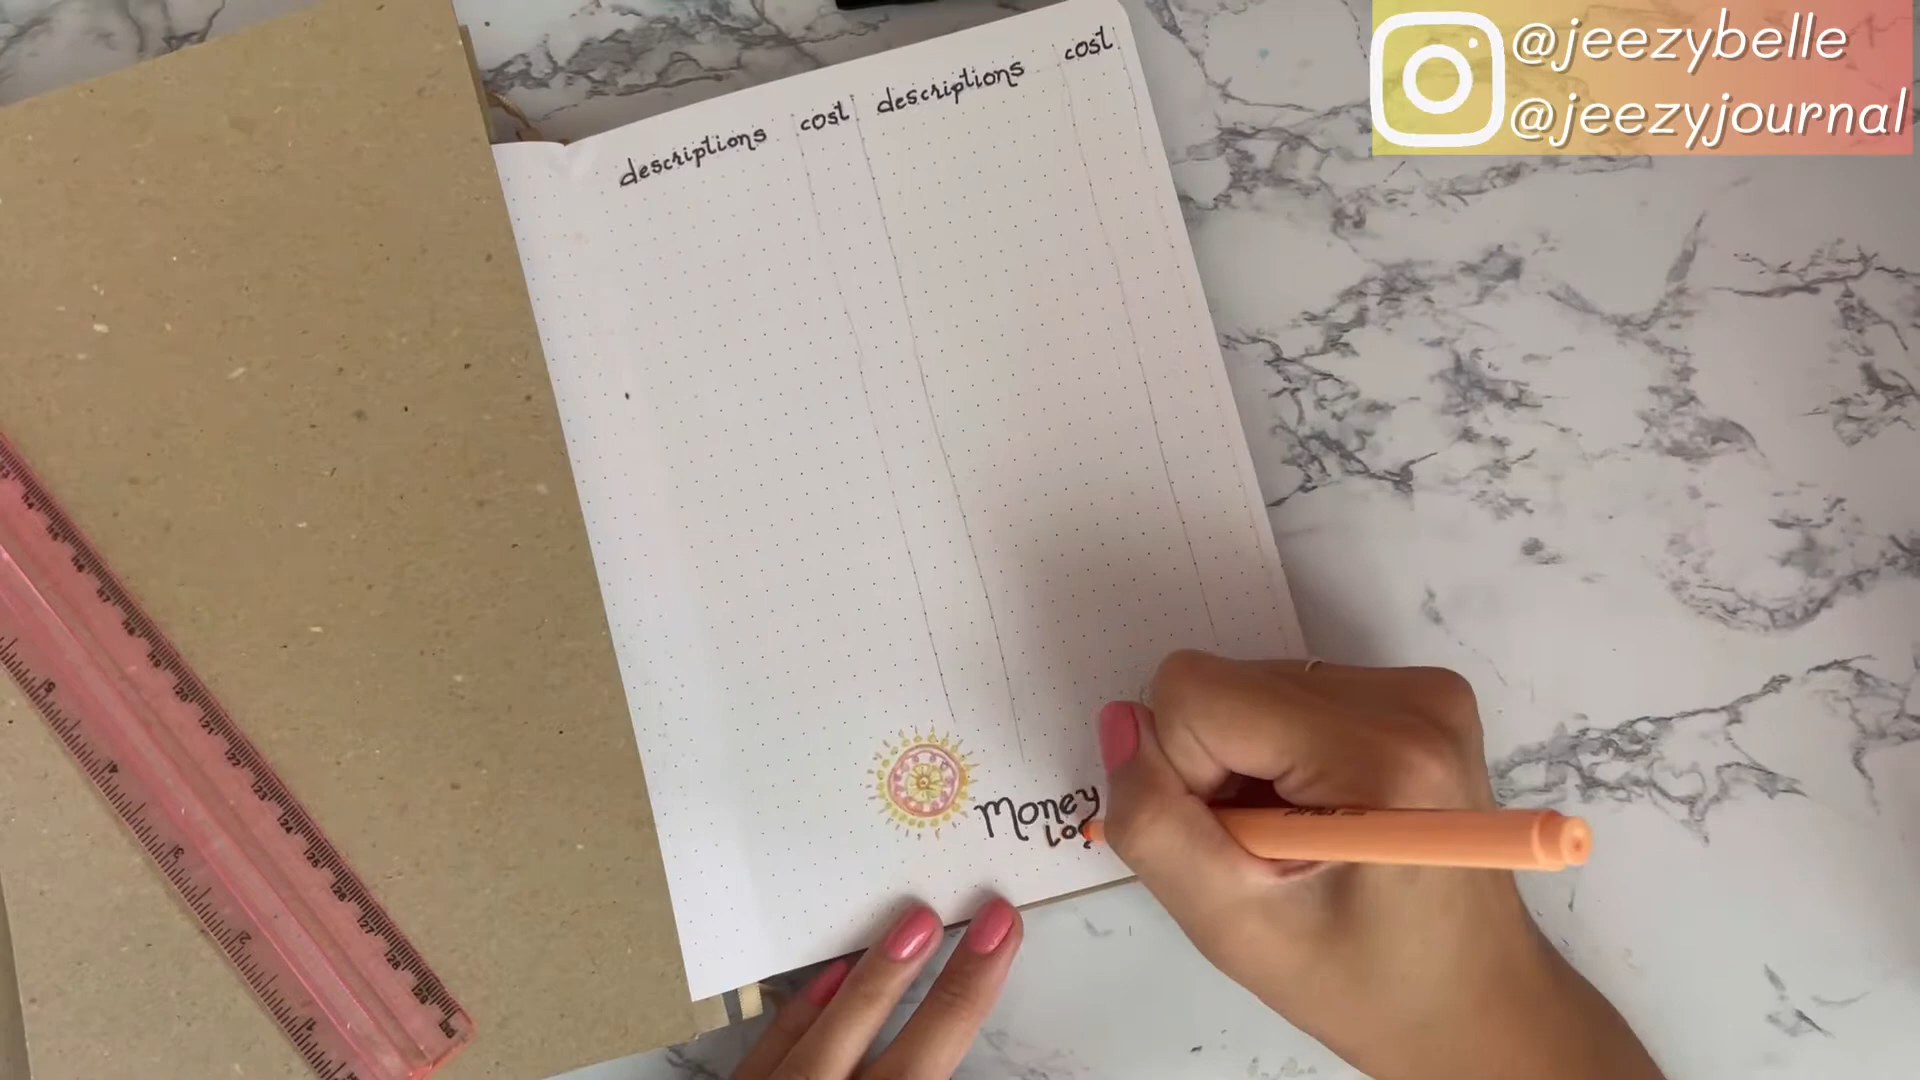 @jeezybelle
@jeezyjournal
descriptions cost descriptions cost
Money